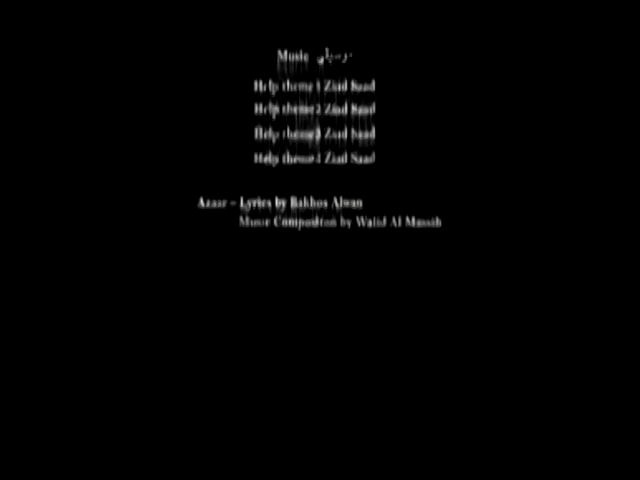 Music موسيقى
Help theme 1 Ziad Saad
Help theme 2 Ziad Saad
Help theme 3 Ziad Saad
Help theme 4 Ziad Saad
Azaar – Lyrics by Bakhos Alwan
Music Composition by Walid Al Massih